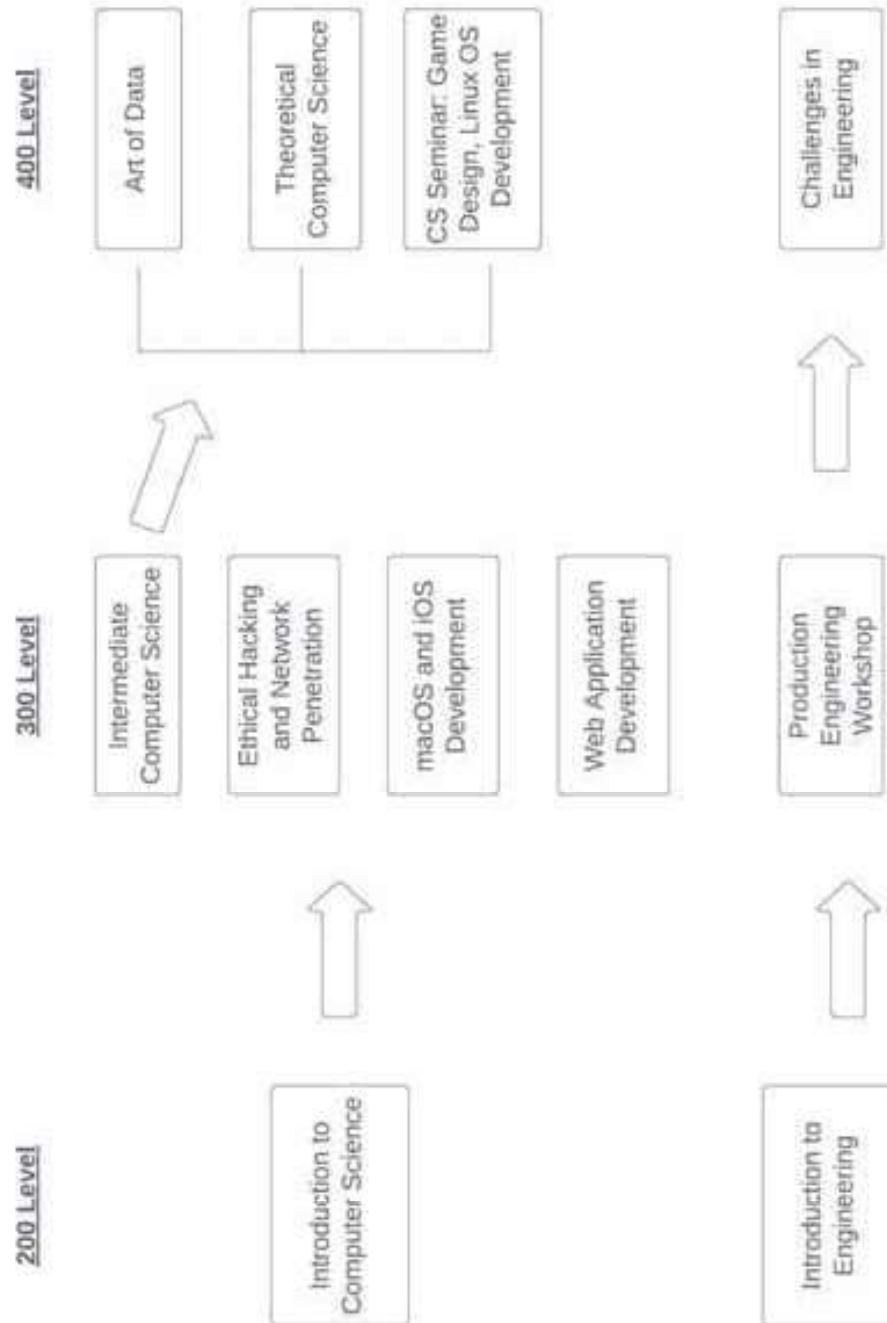 200 Level
300 Level
400 Level
Introduction to
Computer Science
Intermediate
Computer Science
Ethical Hacking
and Network
Penetration
macOS and iOS
Development
Web Application
Development
Art of Data
Theoretical
Computer Science
CS Seminar: Game
Design, Linux OS
Development
Introduction to
Engineering
Production
Engineering
Workshop
Challenges in
Engineering